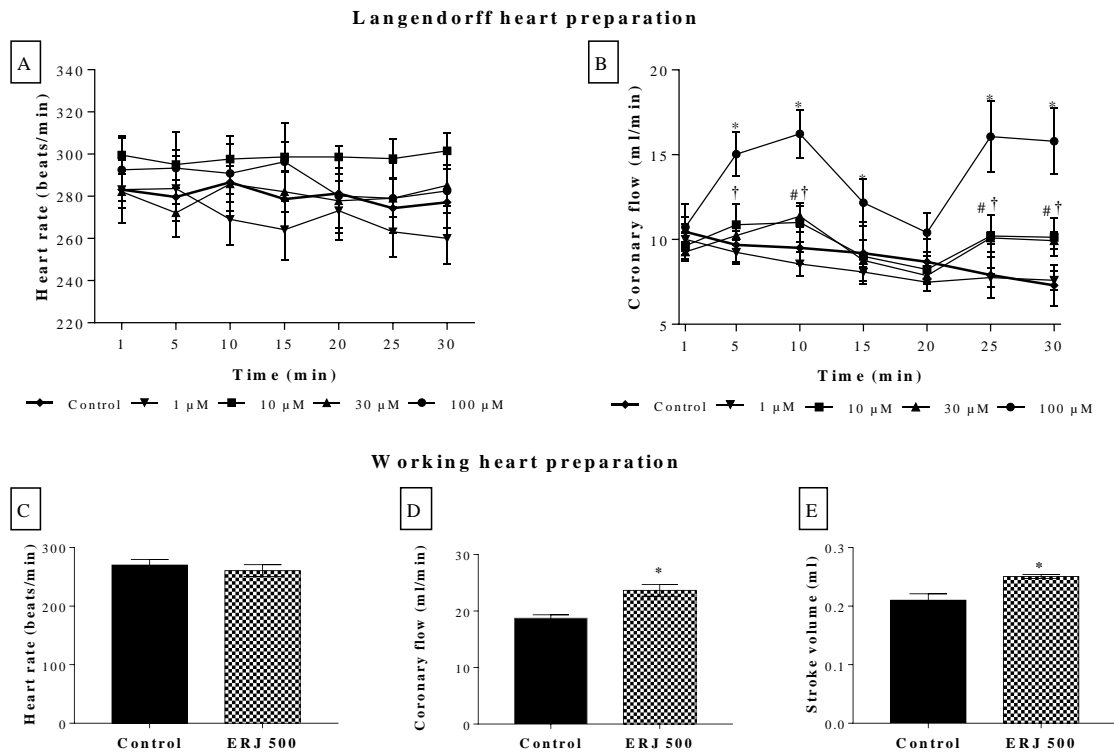 Langendorff heart preparation
A
Heart rate (beats/min)
340
320
300
280
260
240
220
1 5 10 15 20 25 30
Time (min)
Control 1 µM 10 µM 30 µM 100 µM
B
Coronary flow (ml/min)
20
15
10
5
* * * * *
† #† #† #†
1 5 10 15 20 25 30
Time (min)
Control 1 µM 10 µM 30 µM 100 µM
Working heart preparation
C
Heart rate (beats/min)
300
200
100
0
Control ERJ 500
D
Coronary flow (ml/min)
30
20
10
0
*
Control ERJ 500
E
Stroke volume (ml)
0.3
0.2
0.1
0.0
*
Control ERJ 500